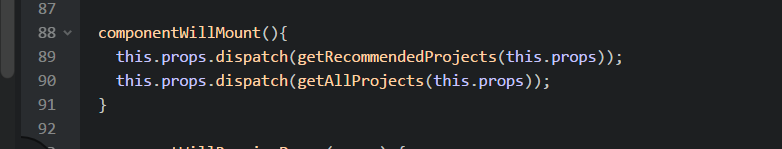 87
88 componentWillMount(){
89 this.props.dispatch(getRecommendedProjects(this.props));
90 this.props.dispatch(getAllProjects(this.props));
91 }
92